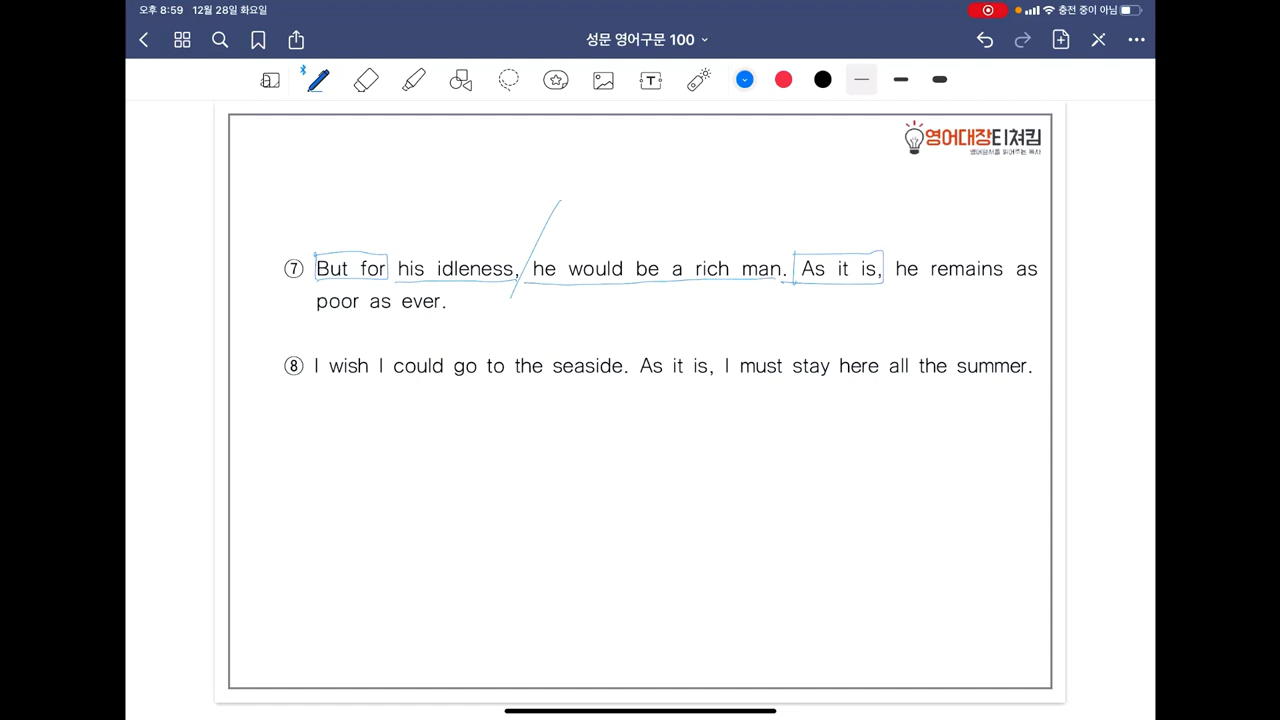 오후 8:59 12월 28일 화요일
충전 중이 아님
성문 영어구문 100
T
영어대장티쳐킴
⑦ But for his idleness, he would be a rich man. As it is, he remains as
poor as ever.
⑧ I wish I could go to the seaside. As it is, I must stay here all the summer.